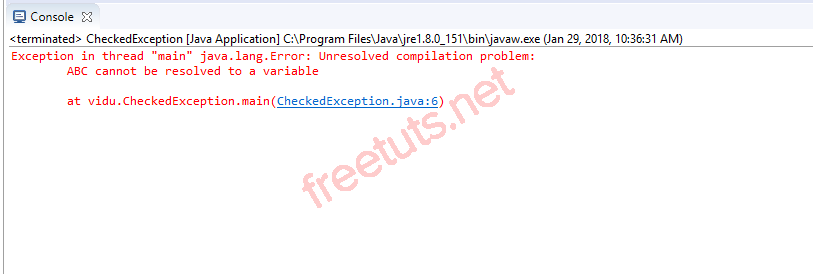 Console
<terminated> CheckedException [Java Application] C:\Program Files\Java\jre1.8.0_151\bin\javaw.exe (Jan 29, 2018, 10:36:31 AM)
Exception in thread "main" java.lang.Error: Unresolved compilation problem:
ABC cannot be resolved to a variable
at vidu.CheckedException.main(CheckedException.java:6)
freetuts.net